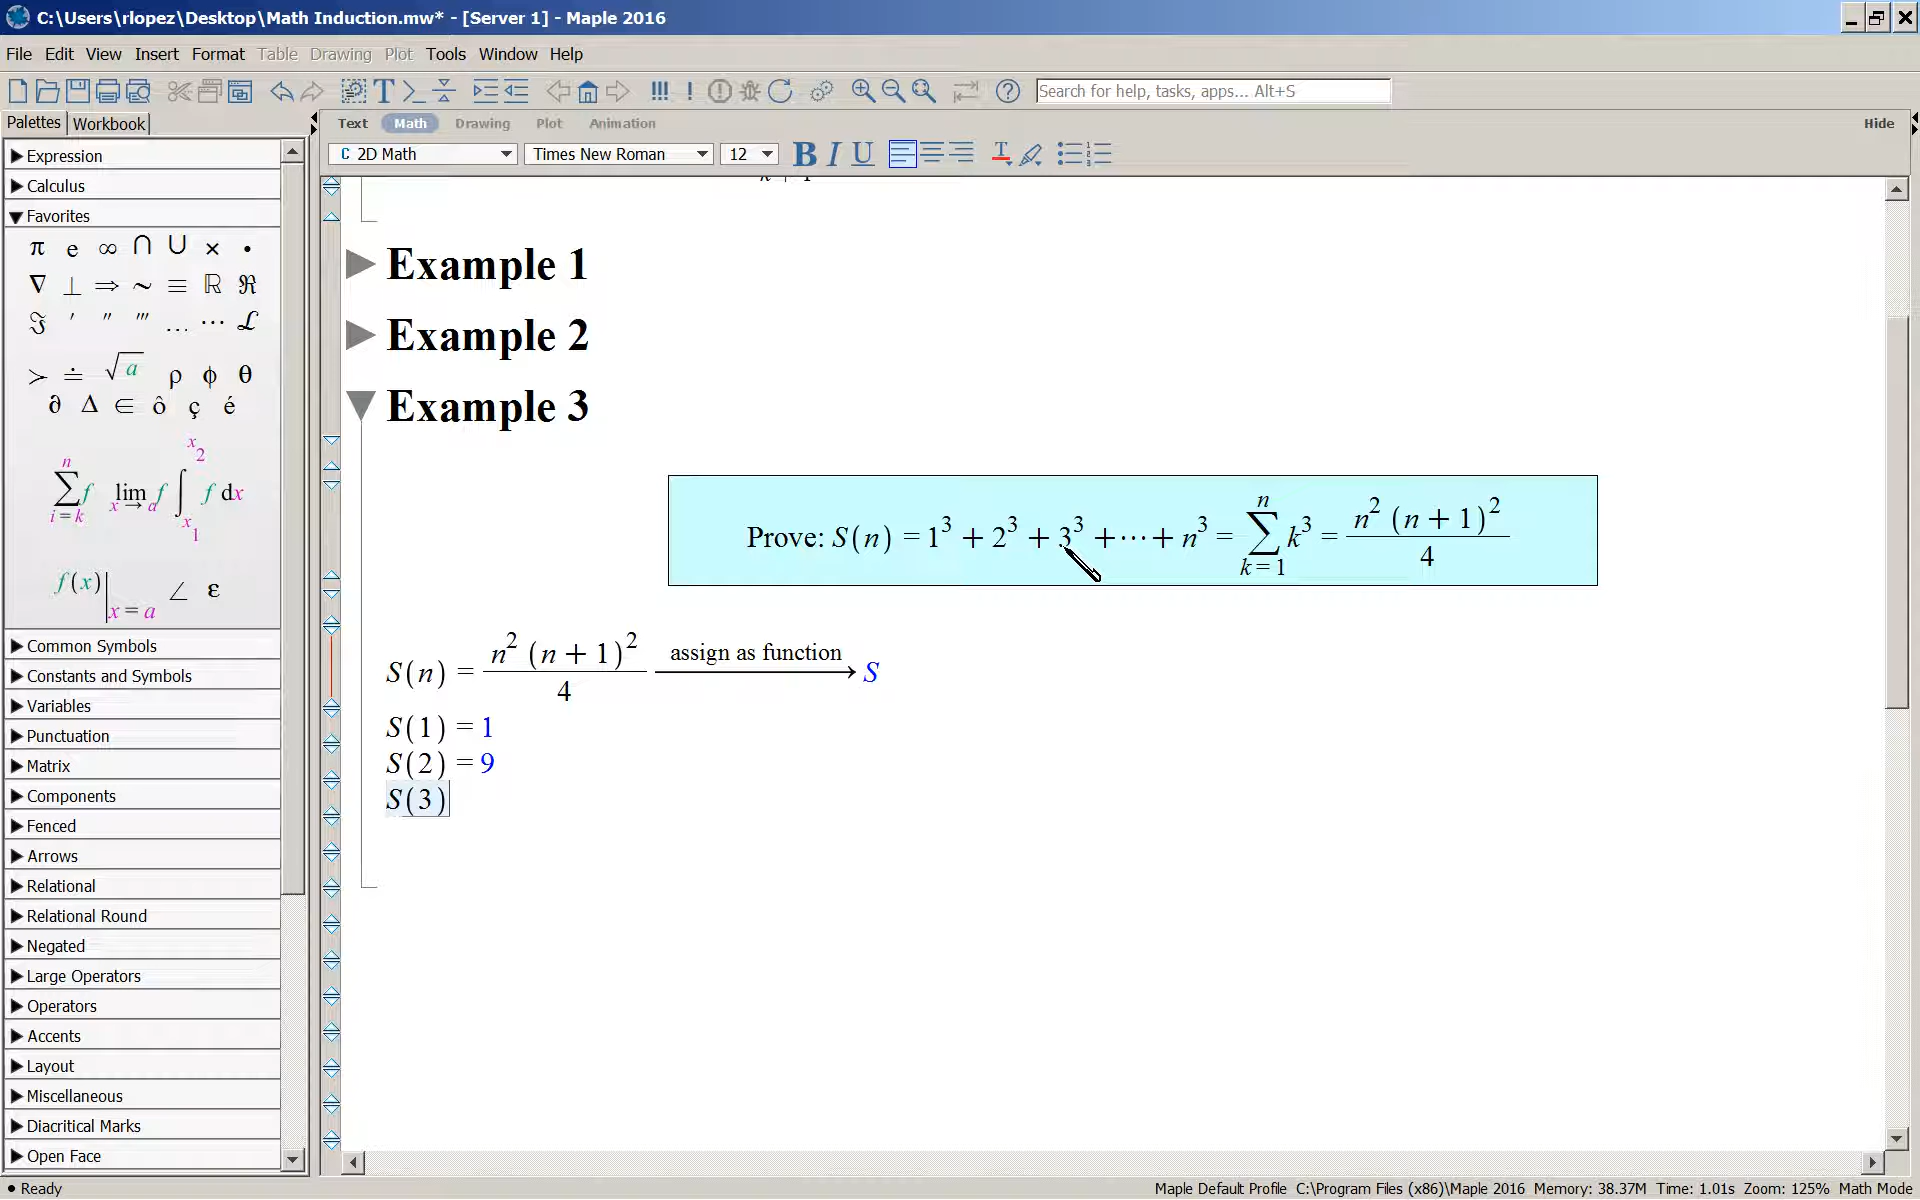 C:\Users\rlopez\Desktop\Math Induction.mw* - [Server 1] - Maple 2016
File Edit View Insert Format Table Drawing Plot Tools Window Help
Search for help, tasks, apps... Alt+S
Palettes Workbook
Text Math Drawing Plot Animation Hide
C 2D Math Times New Roman 12 B I U
Expression
Calculus
Favorites
π e ∞ ∩ ∪ × •
∇ ⊥ ⇒ ~ ≡ ℝ ℜ
ℑ ′ ″ ‴ … ⋯ ℒ
≻ ≐ √a ρ ϕ θ
∂ Δ ∈ ô ç é
∑_{i=k}^{n} f lim_{x→a} f ∫_{x_1}^{x_2} f dx
f(x)|_{x=a} ∠ ε
Common Symbols
Constants and Symbols
Variables
Punctuation
Matrix
Components
Fenced
Arrows
Relational
Relational Round
Negated
Large Operators
Operators
Accents
Layout
Miscellaneous
Diacritical Marks
Open Face
Example 1
Example 2
Example 3
Prove: S(n) = 1^3 + 2^3 + 3^3 + ⋯ + n^3 = ∑_{k=1}^{n} k^3 = n^2 (n+1)^2 / 4
S(n) = n^2 (n+1)^2 / 4 assign as function → S
S(1) = 1
S(2) = 9
S(3)
Ready Maple Default Profile C:\Program Files (x86)\Maple 2016 Memory: 38.37M Time: 1.01s Zoom: 125% Math Mode